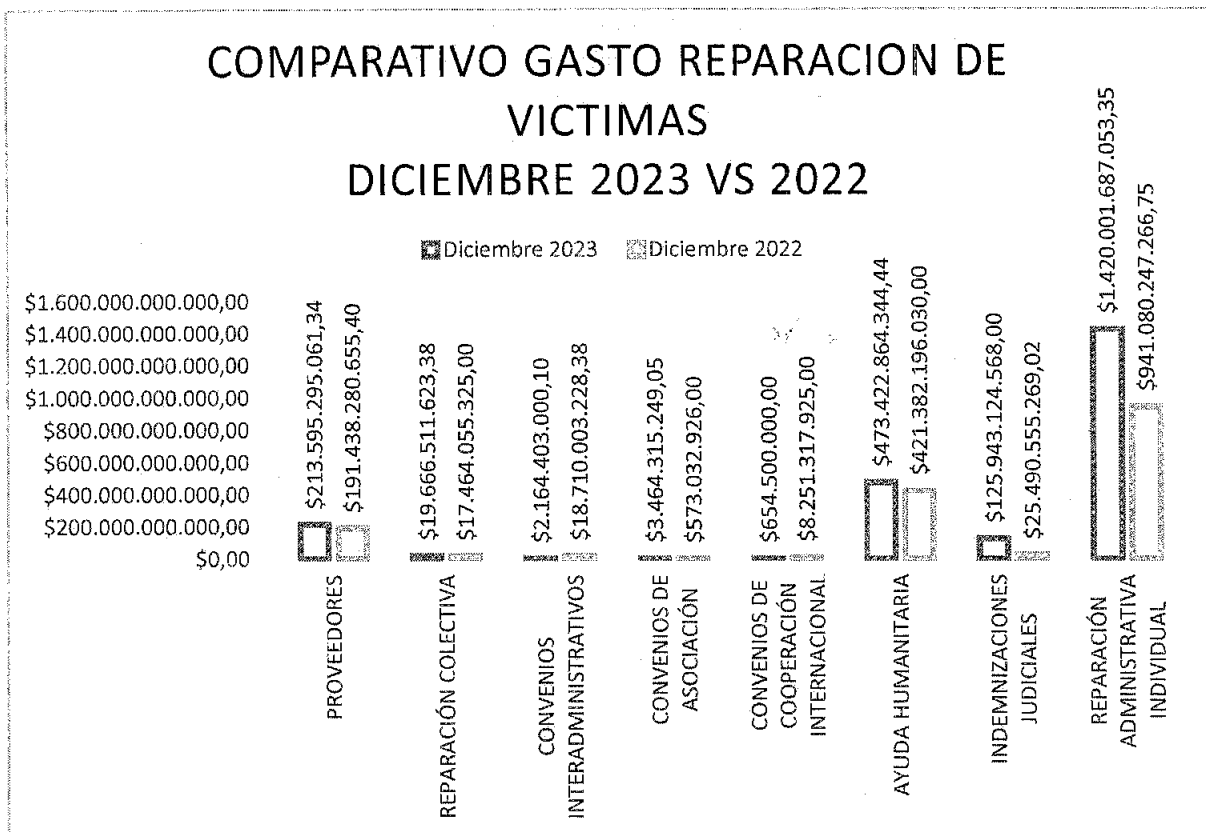 COMPARATIVO GASTO REPARACION DE
VICTIMAS
DICIEMBRE 2023 VS 2022
Diciembre 2023 Diciembre 2022
$1.600.000.000.000,00
$1.400.000.000.000,00
$1.200.000.000.000,00
$1.000.000.000.000,00
$800.000.000.000,00
$600.000.000.000,00
$400.000.000.000,00
$200.000.000.000,00
$0,00
$213.595.295.061,34
$191.438.280.655,40
$19.666.511.623,38
$17.464.055.325,00
$2.164.403.000,10
$18.710.003.228,38
$3.464.315.249,05
$573.032.926,00
$654.500.000,00
$8.251.317.925,00
$473.422.864.344,44
$421.382.196.030,00
$125.943.124.568,00
$25.490.555.269,02
$1.420.001.687.053,35
$941.080.247.266,75
PROVEEDORES
REPARACIÓN COLECTIVA
CONVENIOS
INTERADMINISTRATIVOS
CONVENIOS DE
ASOCIACIÓN
CONVENIOS DE
COOPERACIÓN
INTERNACIONAL
AYUDA HUMANITARIA
INDEMNIZACIONES
JUDICIALES
REPARACIÓN
ADMINISTRATIVA
INDIVIDUAL